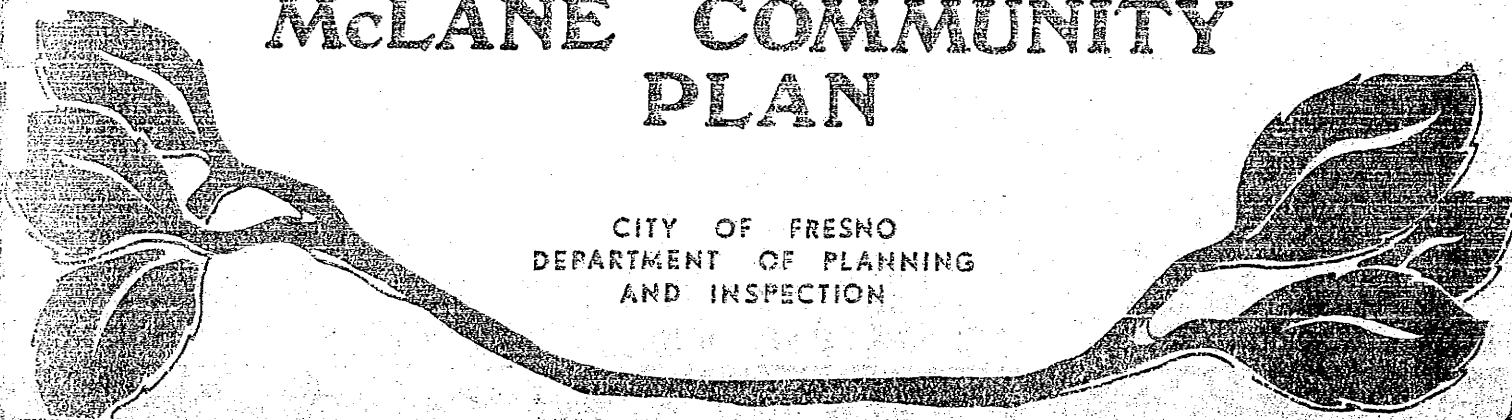 McLANE COMMUNITY
PLAN
CITY OF FRESNO
DEPARTMENT OF PLANNING
AND INSPECTION